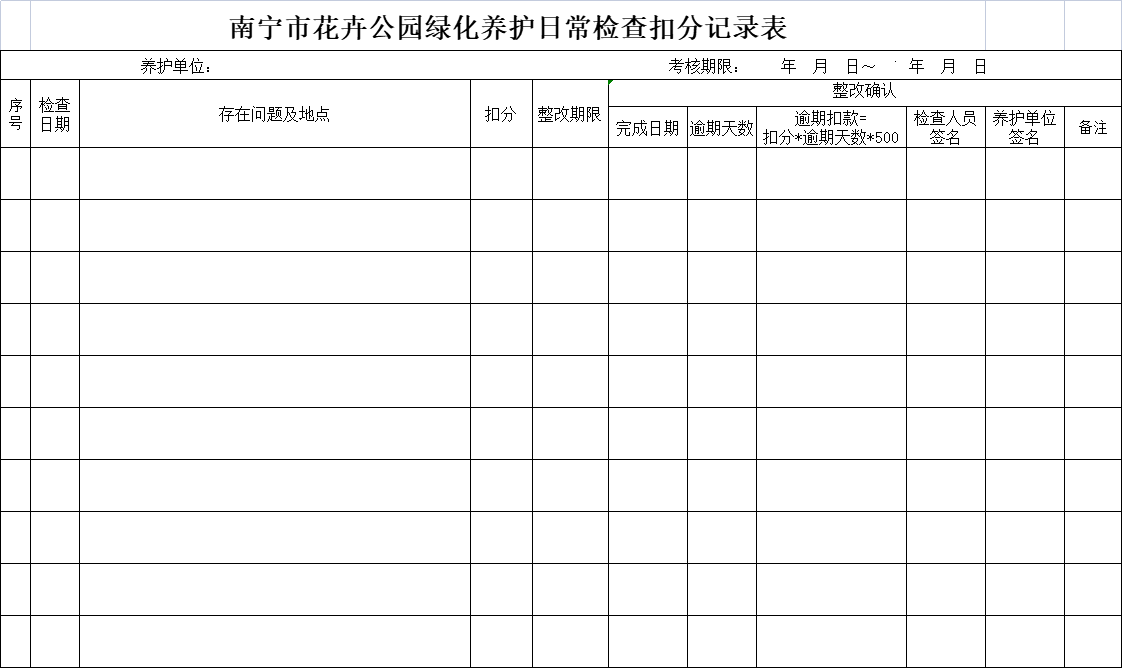 南宁市花卉公园绿化养护日常检查扣分记录表
养护单位：
考核期限： 年 月 日～ 年 月 日
序号
检查
日期
存在问题及地点
扣分
整改期限
整改确认
完成日期
逾期天数
逾期扣款=
扣分*逾期天数*500
检查人员
签名
养护单位
签名
备注